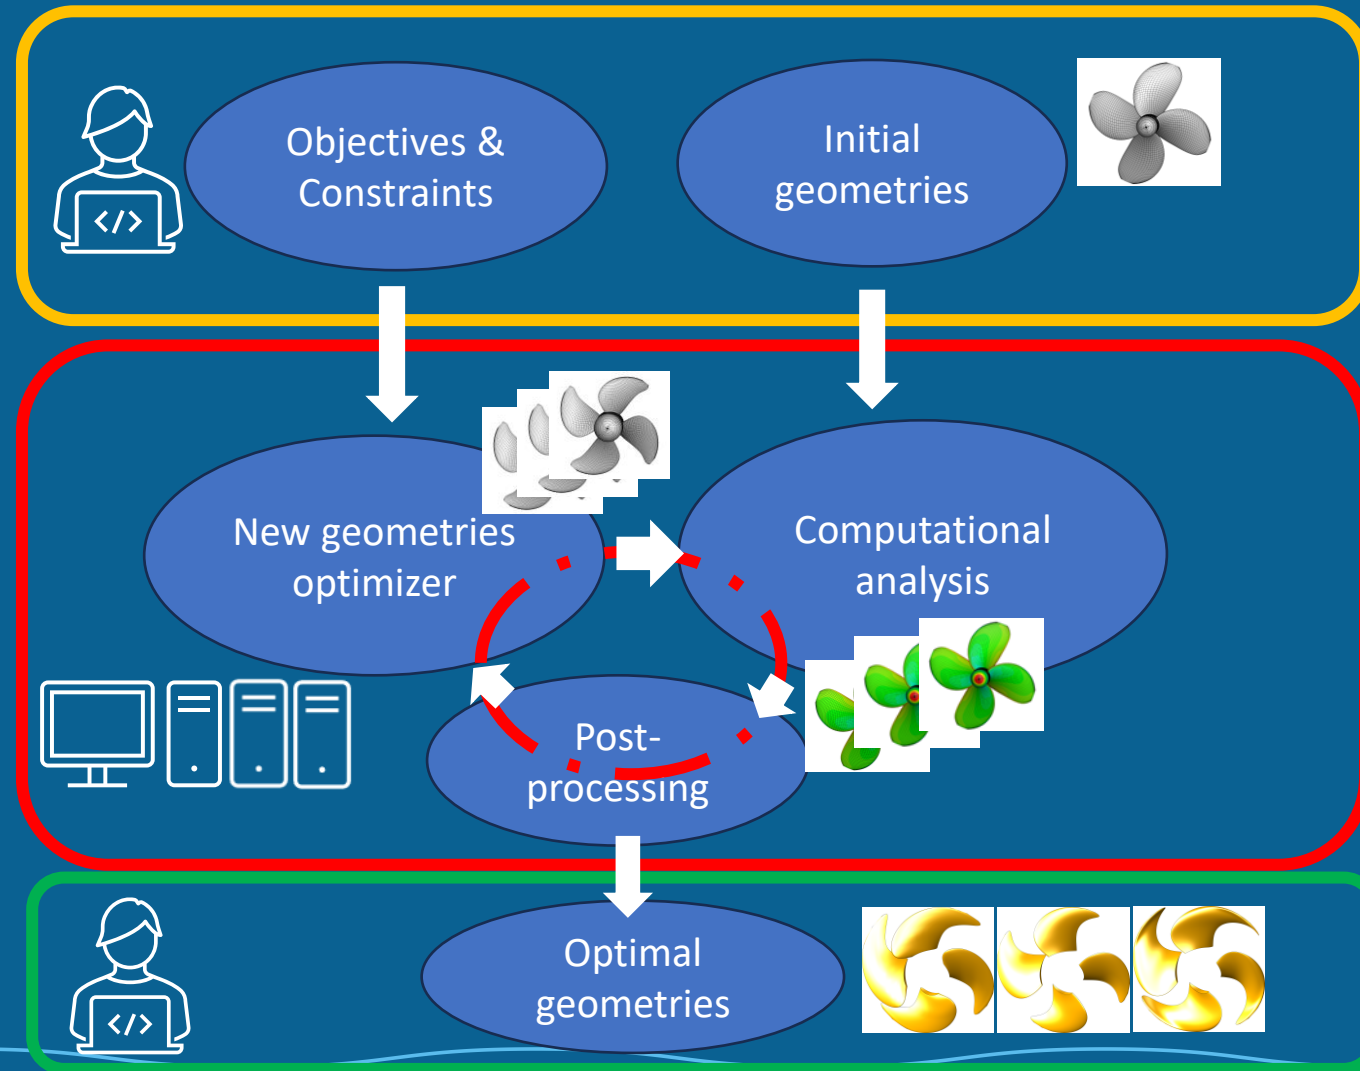 Objectives &
Constraints
Initial
geometries
</>
New geometries
optimizer
Computational
analysis
Post-
processing
Optimal
geometries
</>